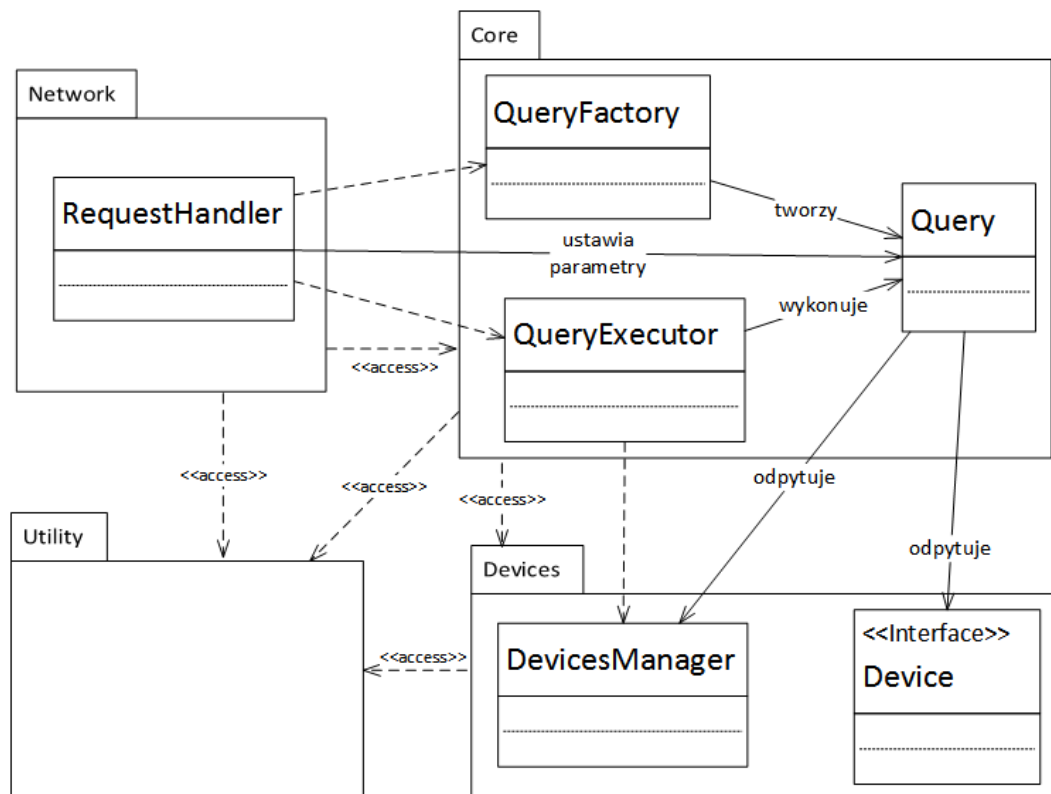 Core
Network
QueryFactory
RequestHandler
tworzy
Query
ustawia
parametry
wykonuje
QueryExecutor
<<access>>
<<access>>
<<access>>
<<access>>
odpytuje
Utility
odpytuje
Devices
<<Interface>>
Device
DevicesManager
<<access>>